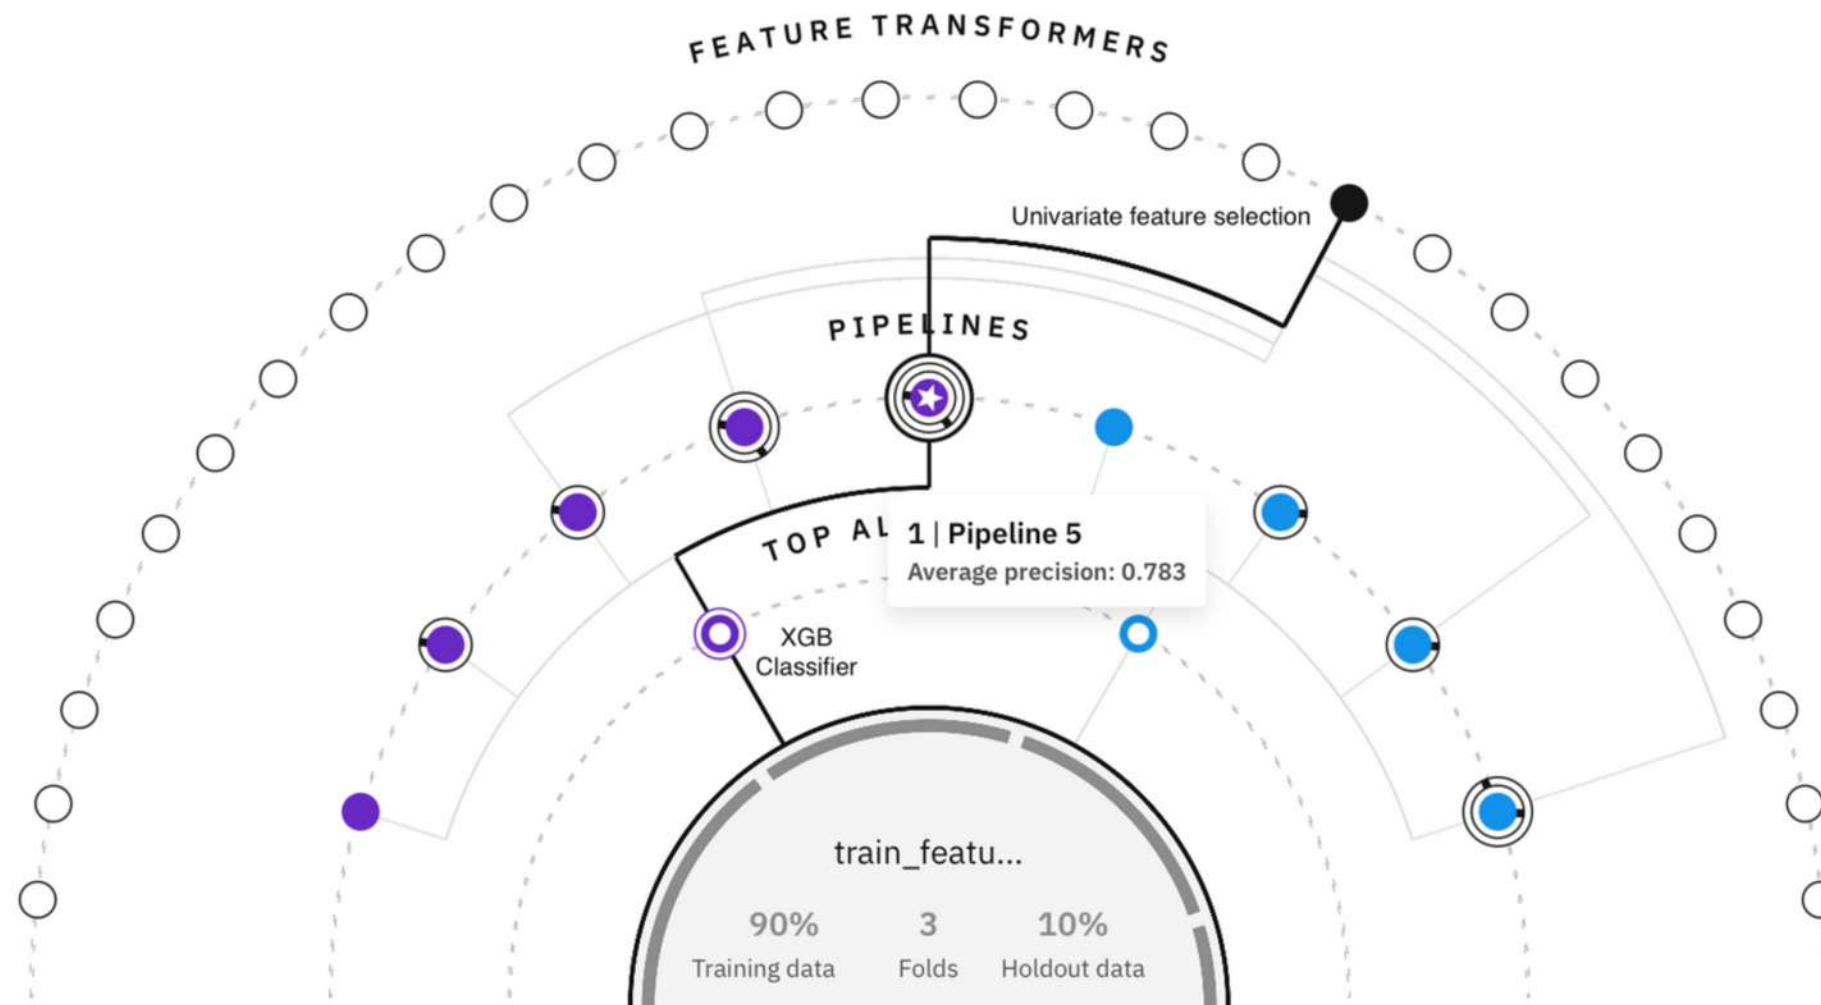 FEATURE TRANSFORMERS
Univariate feature selection
PIPELINES
TOP AL
1 | Pipeline 5
Average precision: 0.783
XGB
Classifier
train_featu...
90% 3 10%
Training data Folds Holdout data